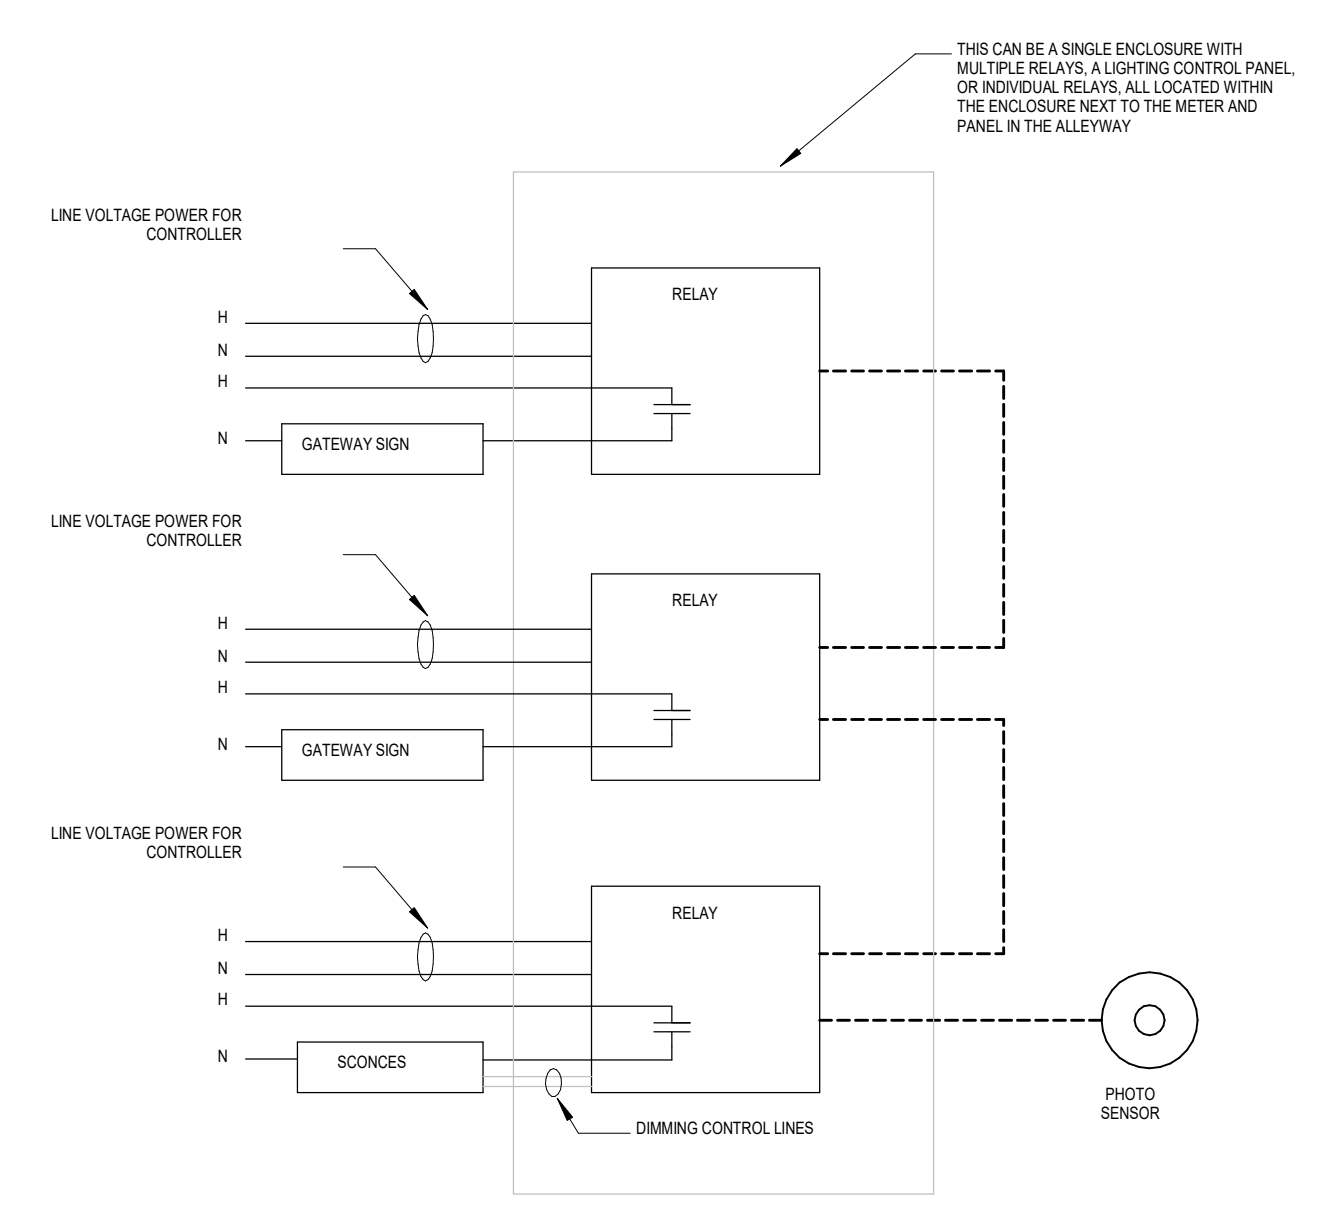 THIS CAN BE A SINGLE ENCLOSURE WITH
MULTIPLE RELAYS, A LIGHTING CONTROL PANEL,
OR INDIVIDUAL RELAYS, ALL LOCATED WITHIN
THE ENCLOSURE NEXT TO THE METER AND
PANEL IN THE ALLEYWAY
LINE VOLTAGE POWER FOR
CONTROLLER
RELAY
H
N
H
N
GATEWAY SIGN
LINE VOLTAGE POWER FOR
CONTROLLER
RELAY
H
N
H
N
GATEWAY SIGN
LINE VOLTAGE POWER FOR
CONTROLLER
RELAY
H
N
H
N
SCONCES
DIMMING CONTROL LINES
PHOTO
SENSOR